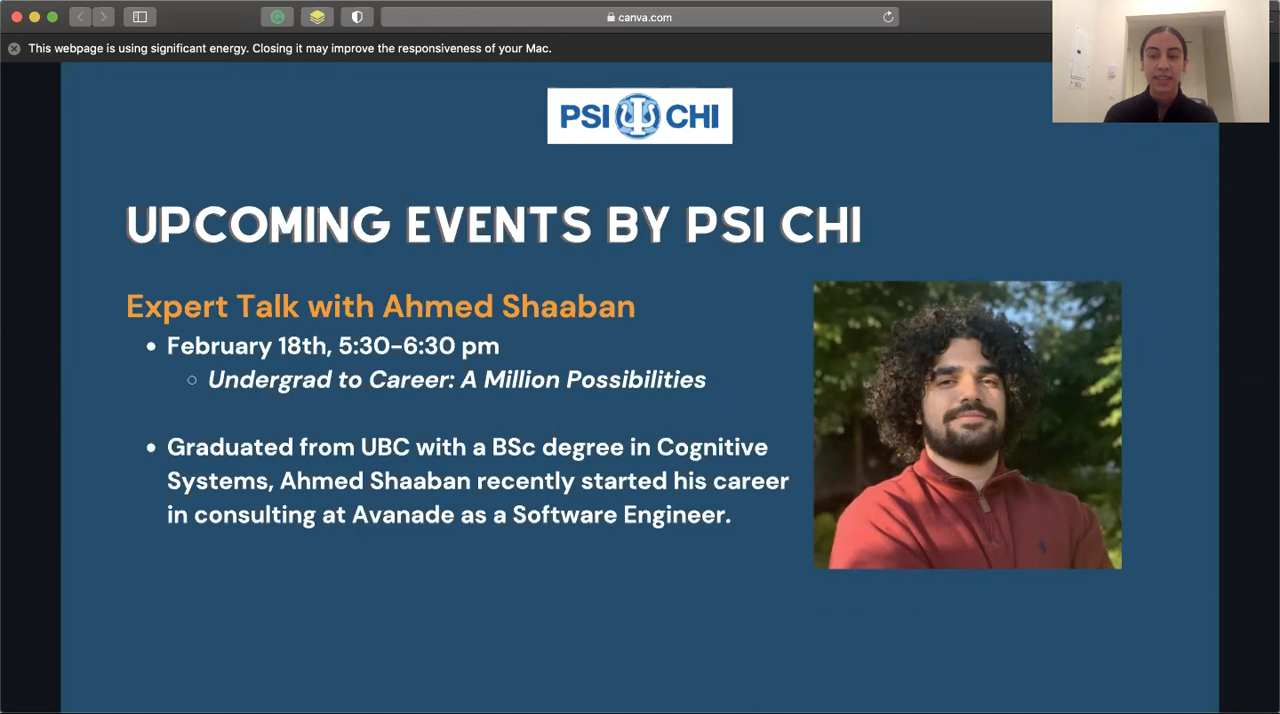 canva.com
This webpage is using significant energy. Closing it may improve the responsiveness of your Mac.
PSI CHI
UPCOMING EVENTS BY PSI CHI
Expert Talk with Ahmed Shaaban
• February 18th, 5:30-6:30 pm
○ Undergrad to Career: A Million Possibilities
• Graduated from UBC with a BSc degree in Cognitive
Systems, Ahmed Shaaban recently started his career
in consulting at Avanade as a Software Engineer.